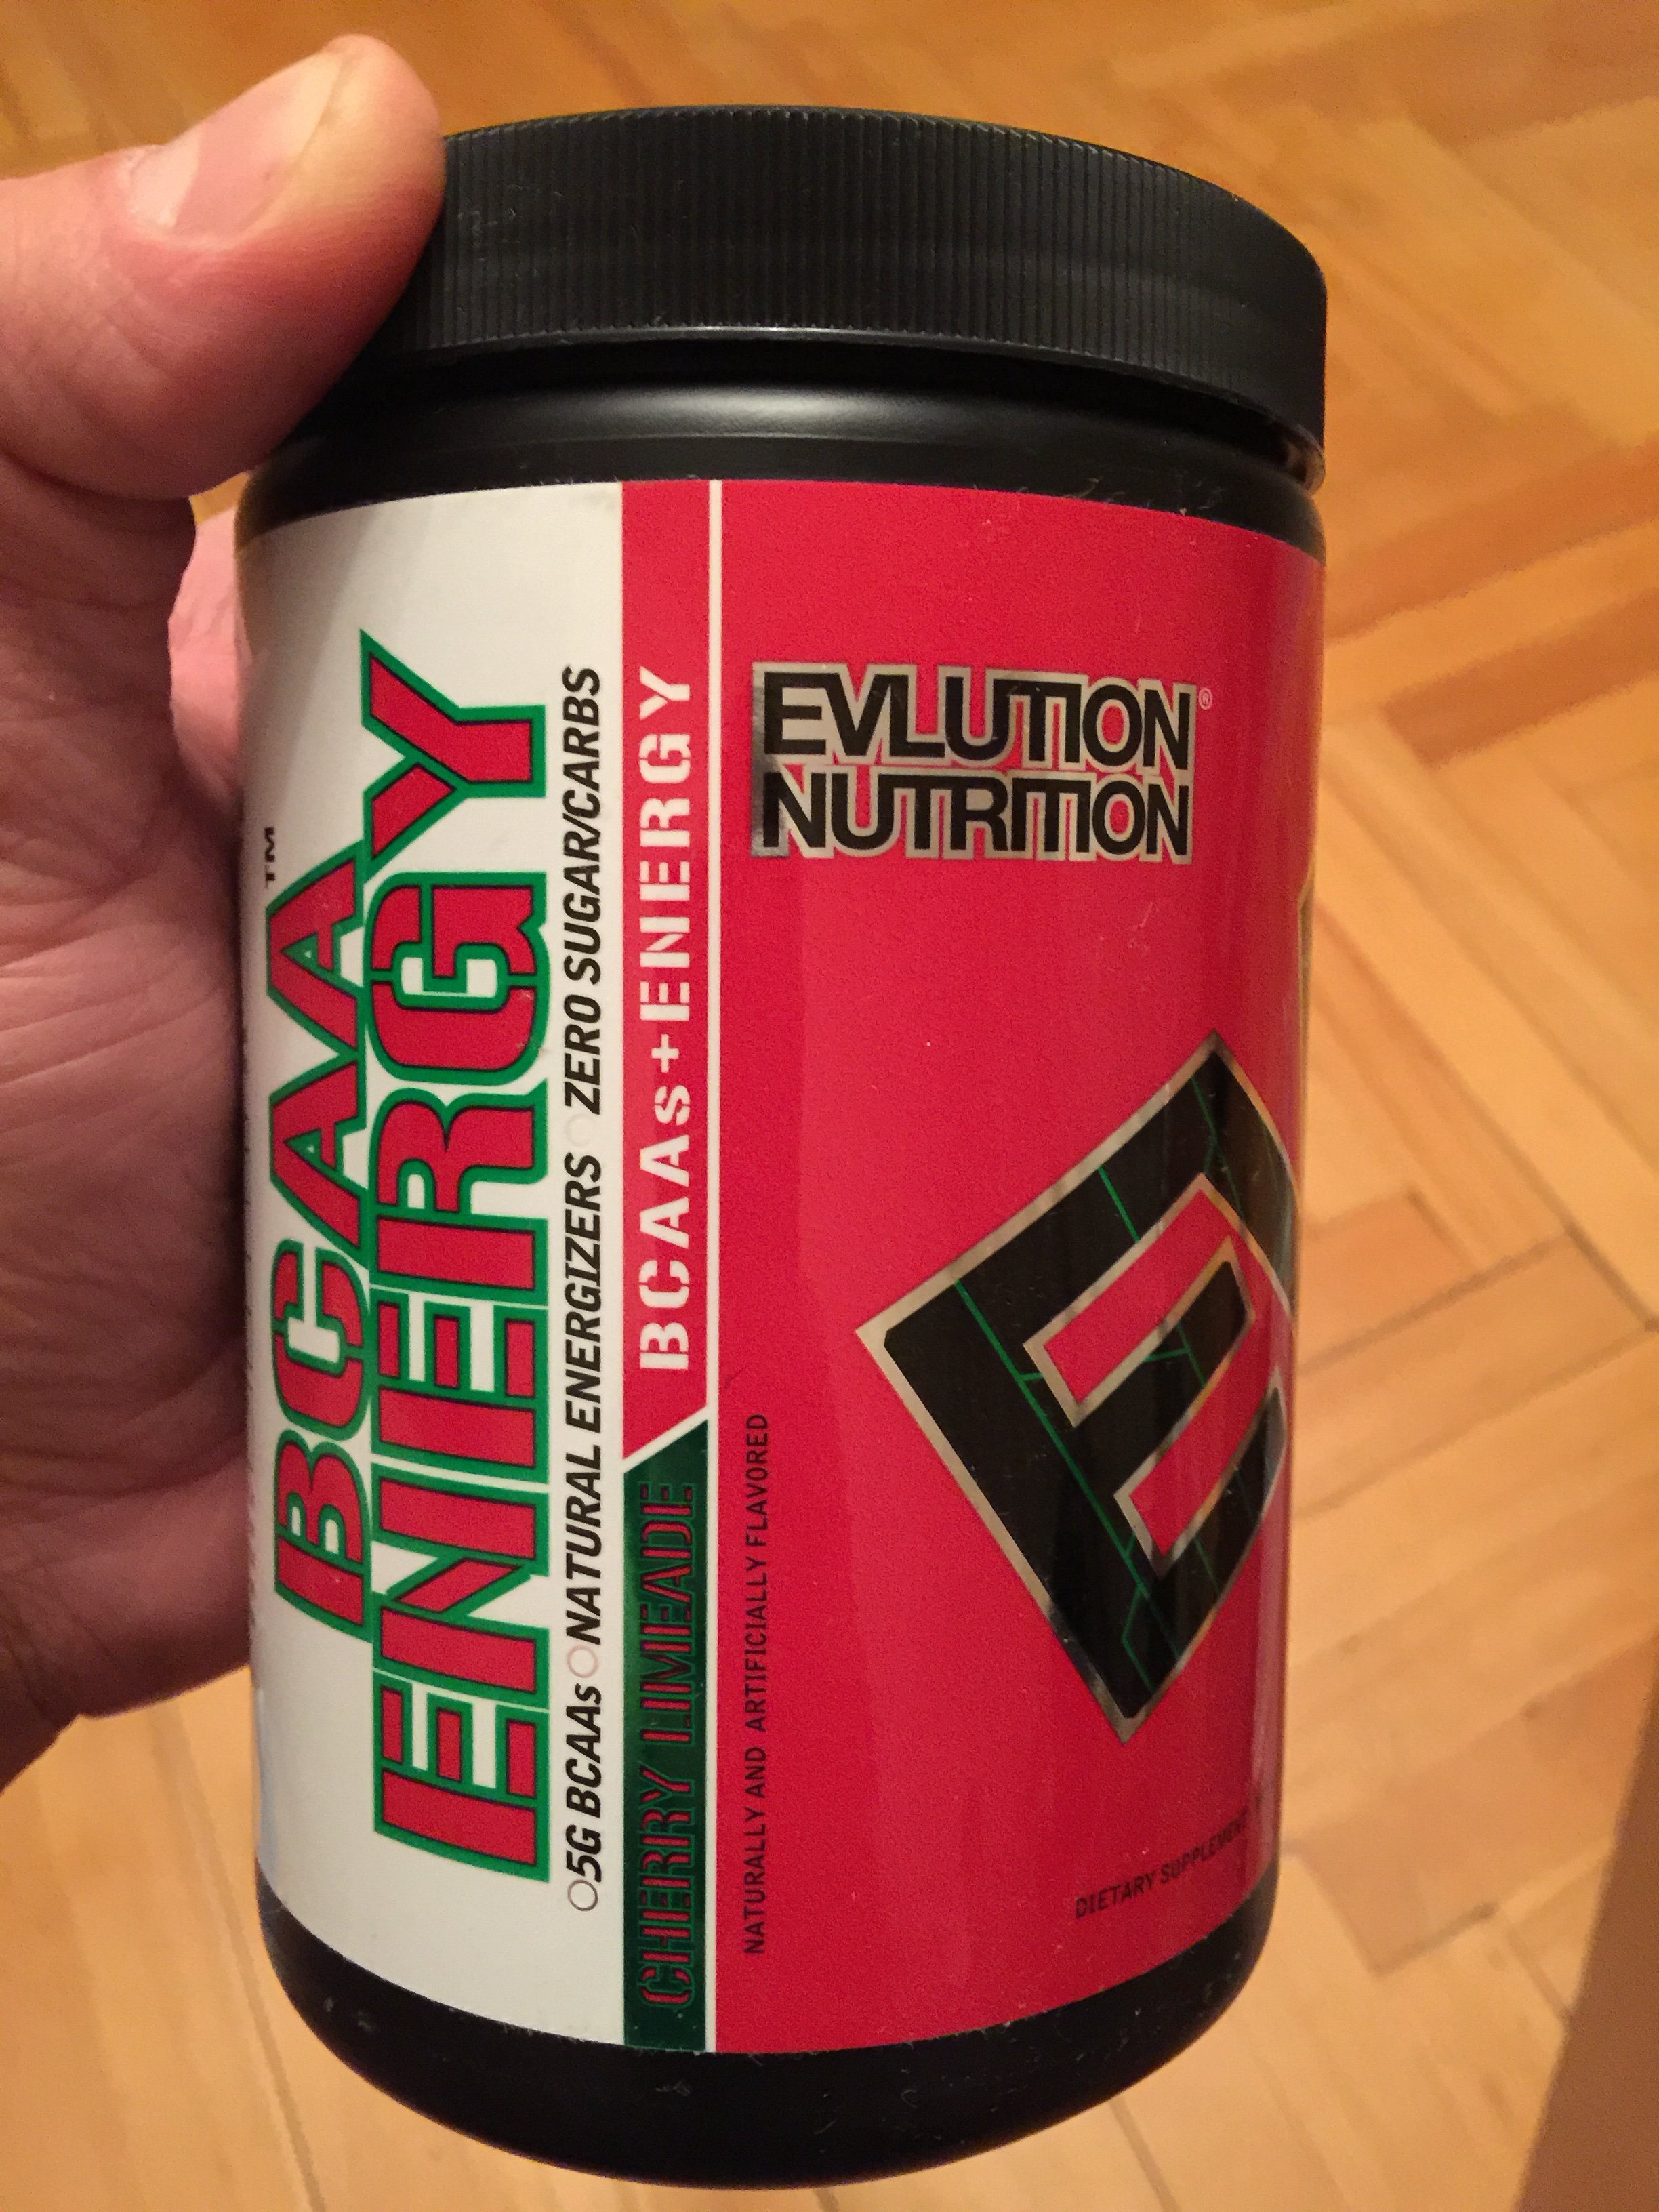 BCAA™
ENERGY
5G BCAAs NATURAL ENERGIZERS ZERO SUGAR/CARBS
CHERRY LIMEADE
BCAAs+ENERGY
EVLUTION
NUTRITION®
NATURALLY AND ARTIFICIALLY FLAVORED
DIETARY SUPPLEMENT